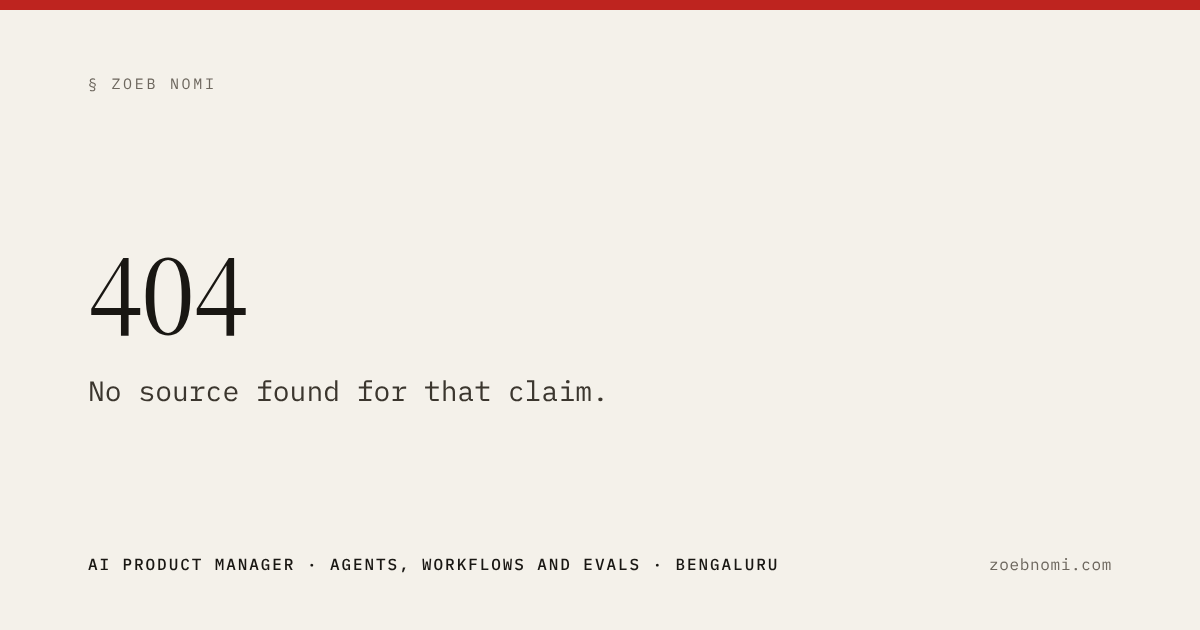 § ZOEB NOMI
404
No source found for that claim.
AI PRODUCT MANAGER · AGENTS, WORKFLOWS AND EVALS · BENGALURU
zoebnomi.com